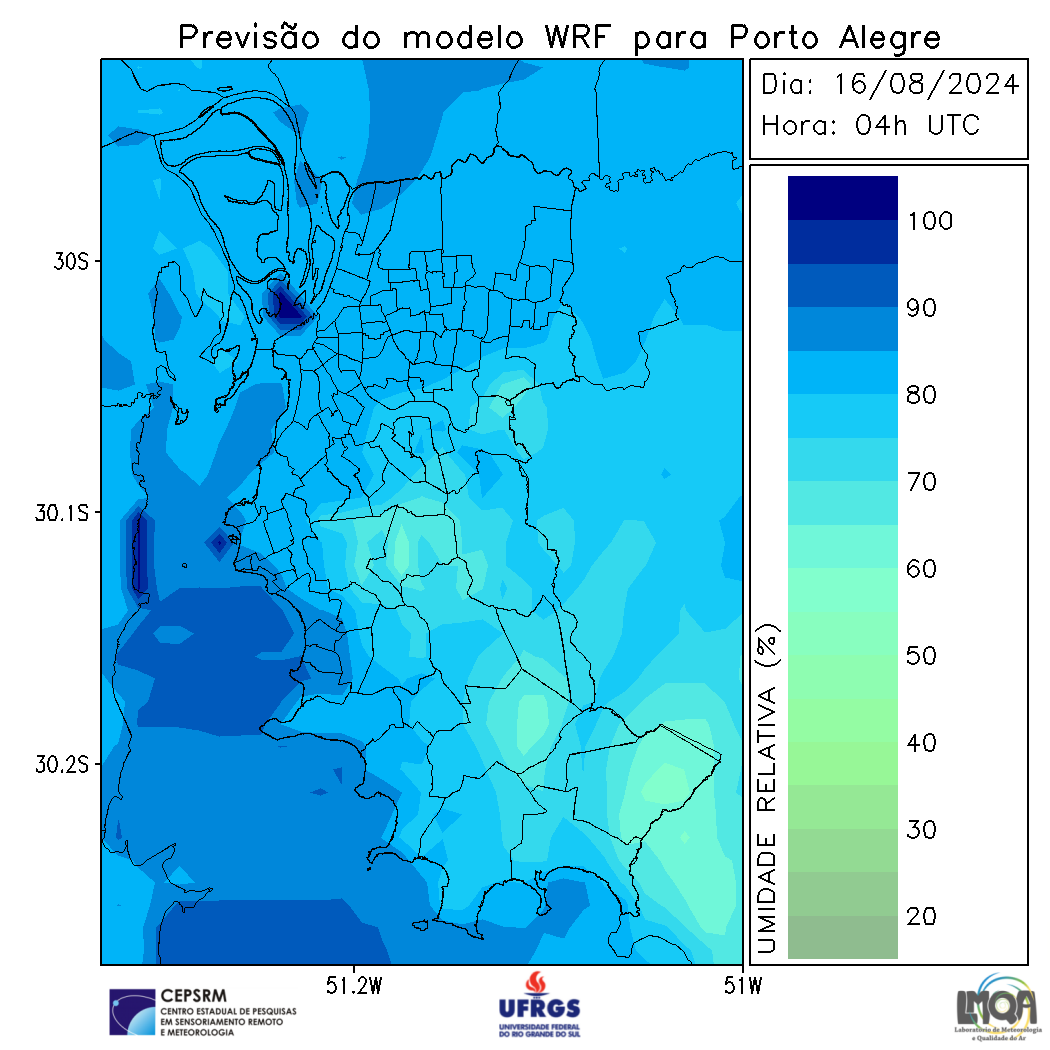 Previsão do modelo WRF para Porto Alegre
Dia: 16/08/2024
Hora: 04h UTC
30S
30.1S
30.2S
51.2W
51W
UMIDADE RELATIVA (%)
100
90
80
70
60
50
40
30
20
CEPSRM
CENTRO ESTADUAL DE PESQUISAS
EM SENSORIAMENTO REMOTO
E METEOROLOGIA
UFRGS
UNIVERSIDADE FEDERAL
DO RIO GRANDE DO SUL
LMQA
Laboratório de Meteorologia
e Qualidade do Ar